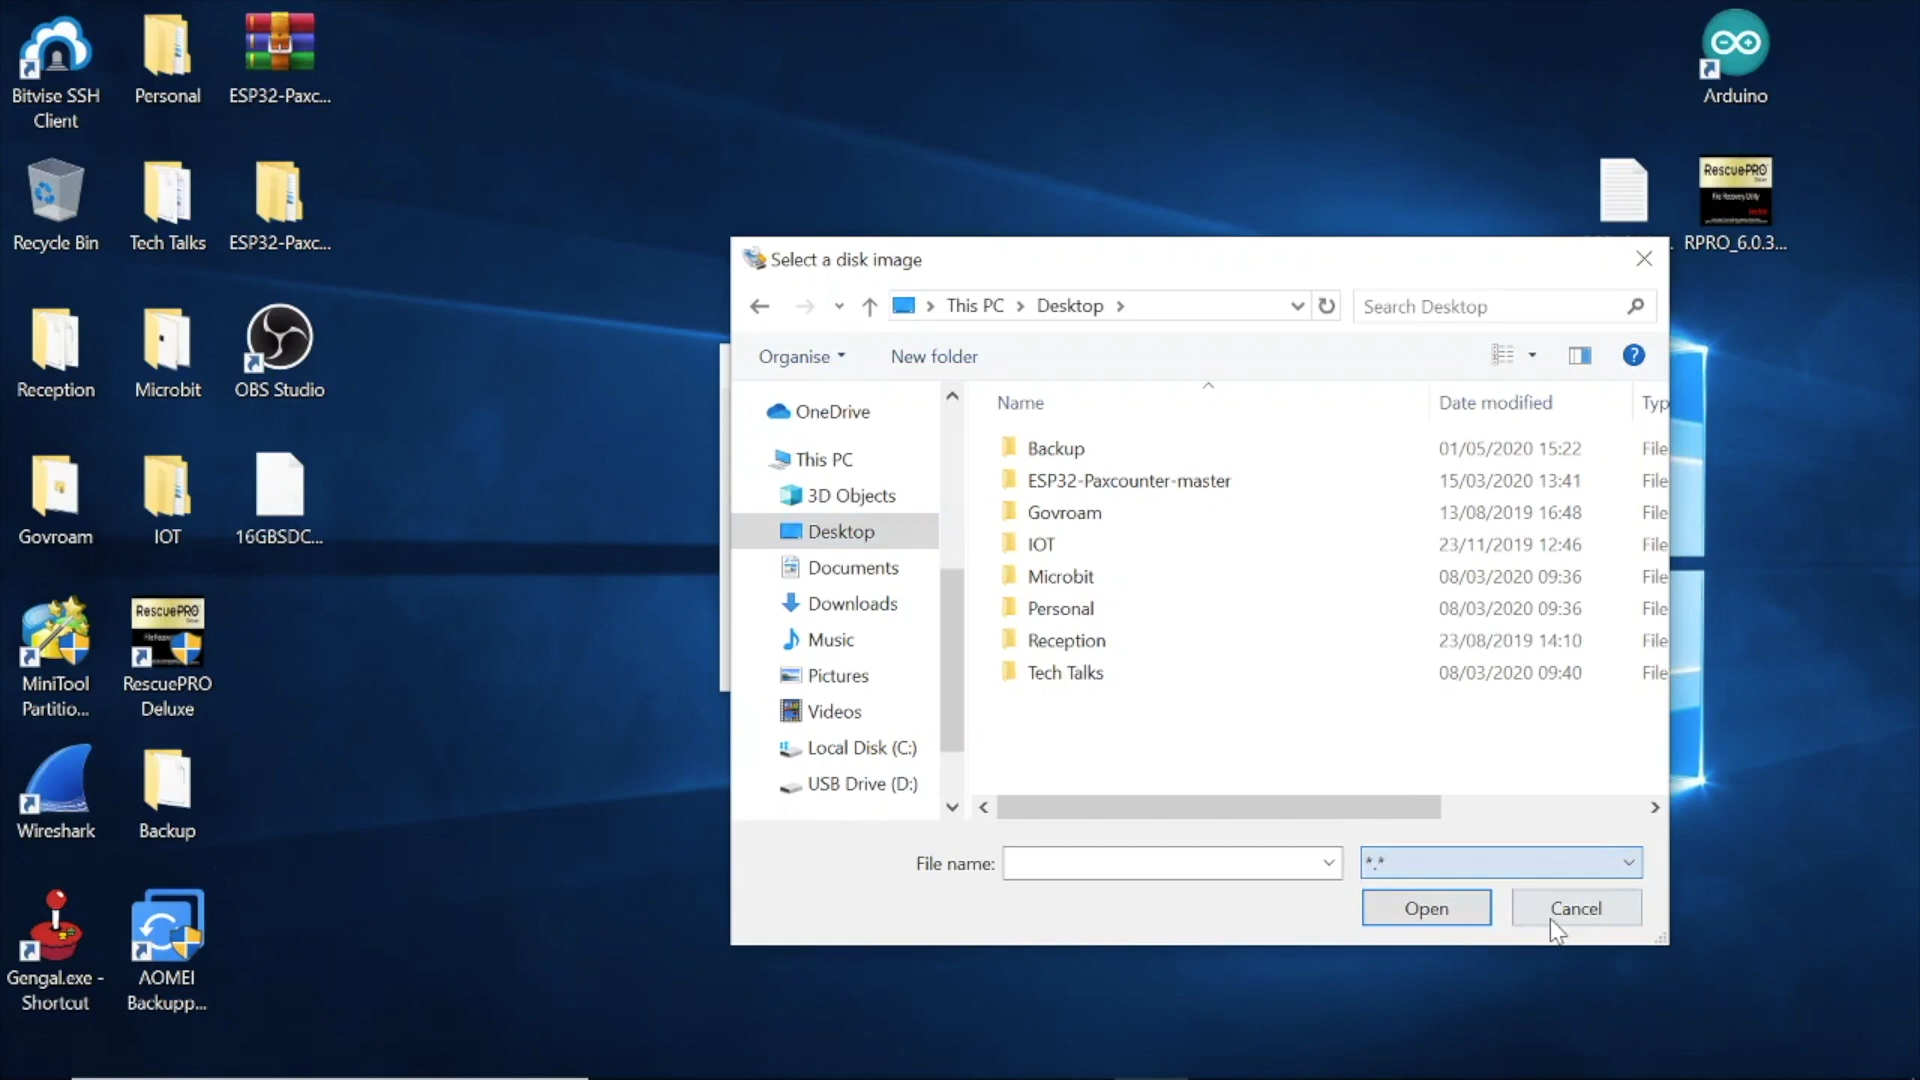 Bitvise SSH
Client
Personal
ESP32-Paxc...
Arduino
Recycle Bin
Tech Talks
ESP32-Paxc...
RescuePRO
File Recovery Utility
RPRO_6.0.3...
Reception
Microbit
OBS Studio
Govroam
IOT
16GBSDC...
RescuePRO
MiniTool
Partitio...
RescuePRO
Deluxe
Wireshark
Backup
Gengal.exe -
Shortcut
AOMEI
Backupp...
Select a disk image
This PC
Desktop
Search Desktop
Organise
New folder
OneDrive
This PC
3D Objects
Desktop
Documents
Downloads
Music
Pictures
Videos
Local Disk (C:)
USB Drive (D:)
Name Date modified Typ
Backup 01/05/2020 15:22 File
ESP32-Paxcounter-master 15/03/2020 13:41 File
Govroam 13/08/2019 16:48 File
IOT 23/11/2019 12:46 File
Microbit 08/03/2020 09:36 File
Personal 08/03/2020 09:36 File
Reception 23/08/2019 14:10 File
Tech Talks 08/03/2020 09:40 File
File name:
*.*
Open
Cancel